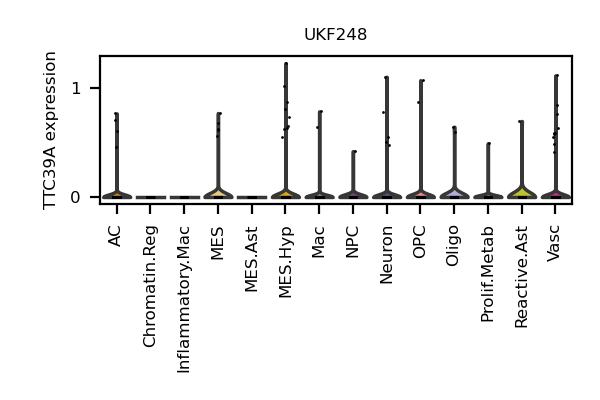 UKF248
TTC39A expression
1
0
AC
Chromatin.Reg
Inflammatory.Mac
MES
MES.Ast
MES.Hyp
Mac
NPC
Neuron
OPC
Oligo
Prolif.Metab
Reactive.Ast
Vasc